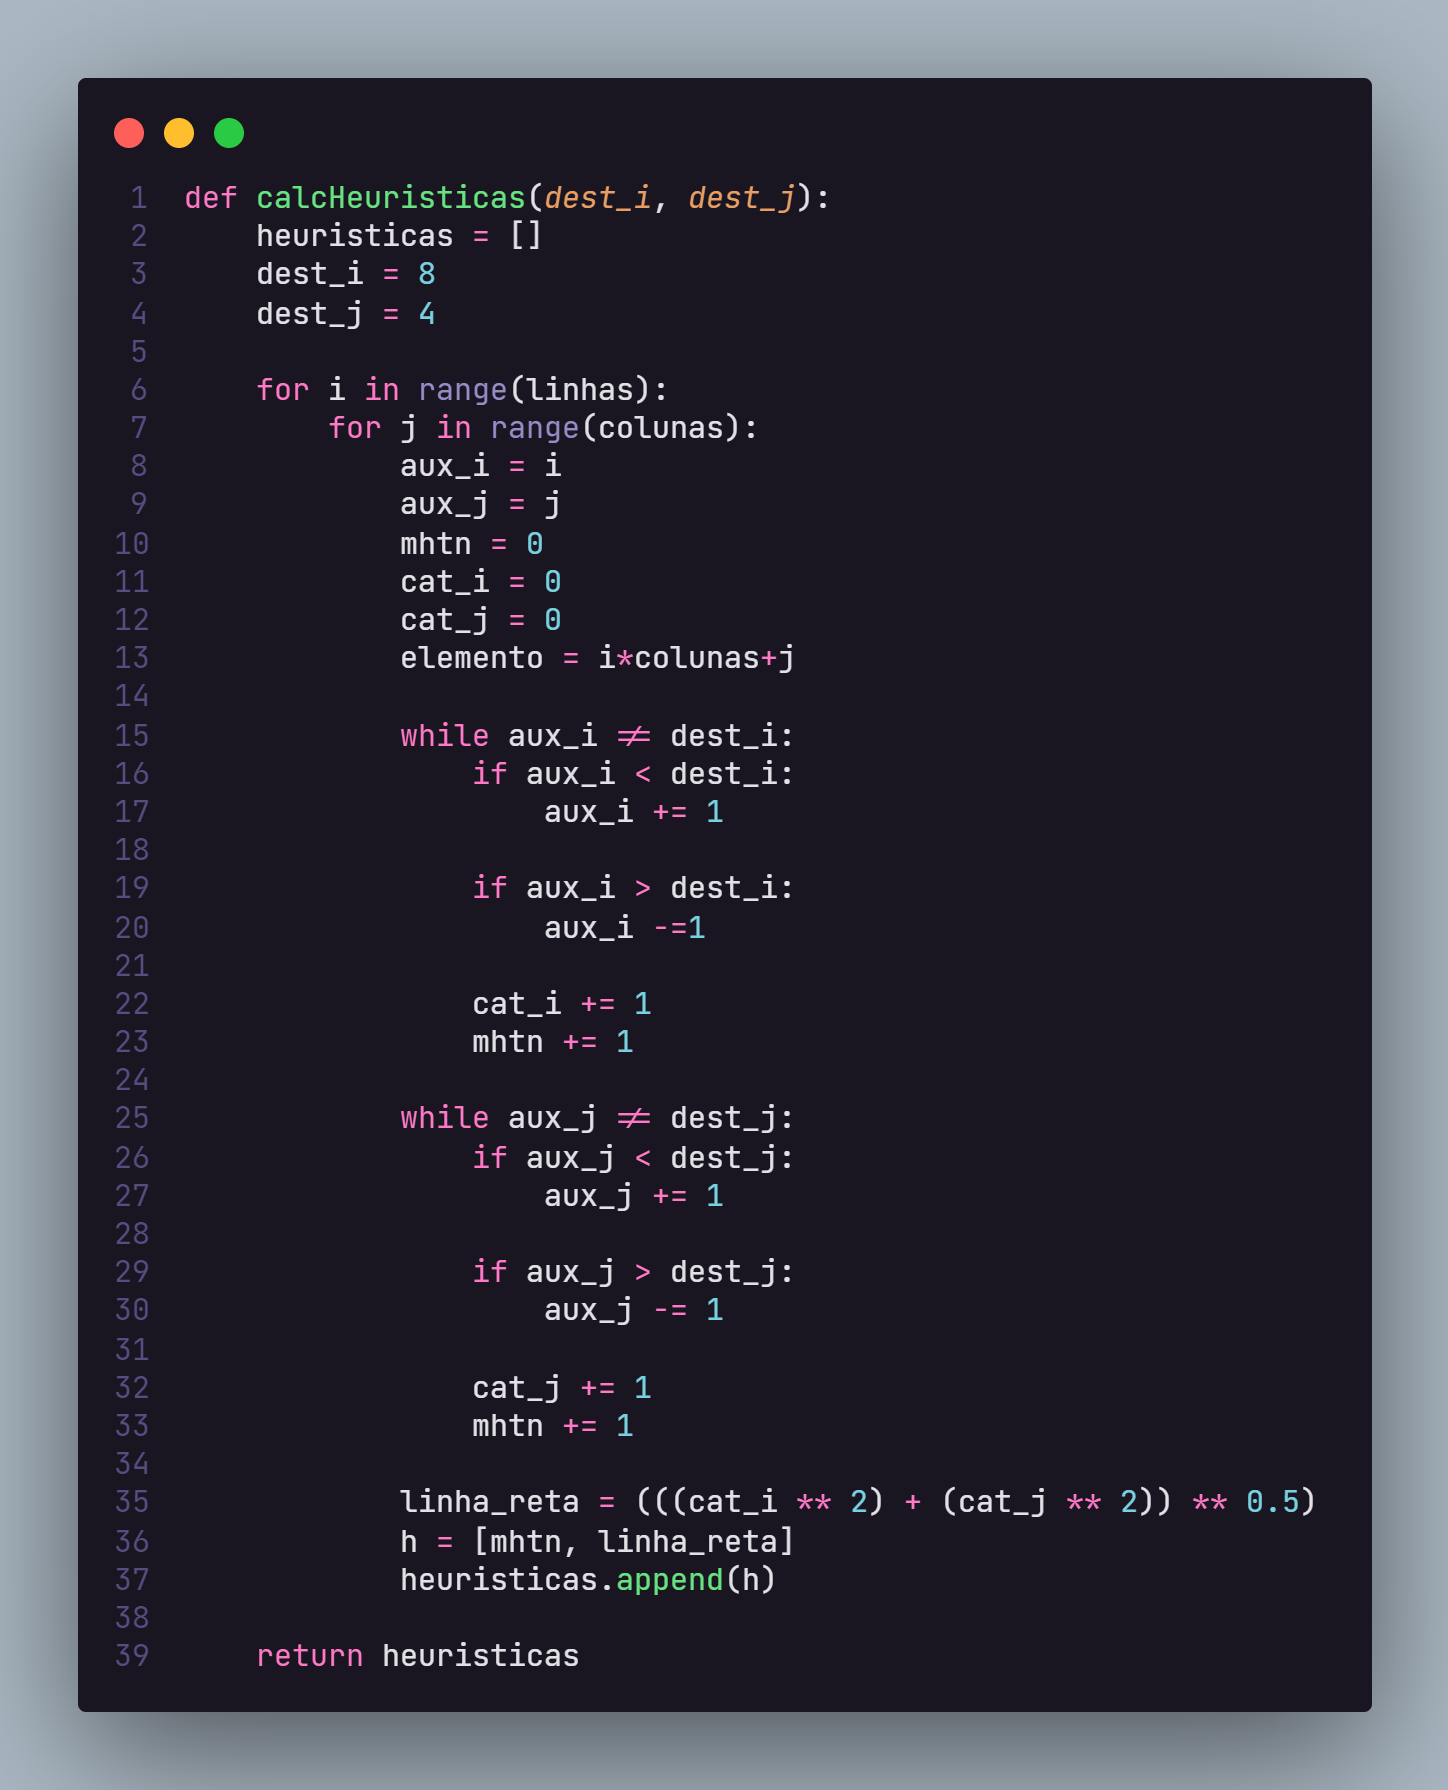 1 def calcHeuristicas(dest_i, dest_j):
2     heuristicas = []
3     dest_i = 8
4     dest_j = 4
5
6     for i in range(linhas):
7         for j in range(colunas):
8             aux_i = i
9             aux_j = j
10             mhtn = 0
11             cat_i = 0
12             cat_j = 0
13             elemento = i*colunas+j
14
15             while aux_i != dest_i:
16                 if aux_i < dest_i:
17                     aux_i += 1
18
19                 if aux_i > dest_i:
20                     aux_i -=1
21
22                 cat_i += 1
23                 mhtn += 1
24
25             while aux_j != dest_j:
26                 if aux_j < dest_j:
27                     aux_j += 1
28
29                 if aux_j > dest_j:
30                     aux_j -= 1
31
32                 cat_j += 1
33                 mhtn += 1
34
35             linha_reta = (((cat_i ** 2) + (cat_j ** 2)) ** 0.5)
36             h = [mhtn, linha_reta]
37             heuristicas.append(h)
38
39     return heuristicas